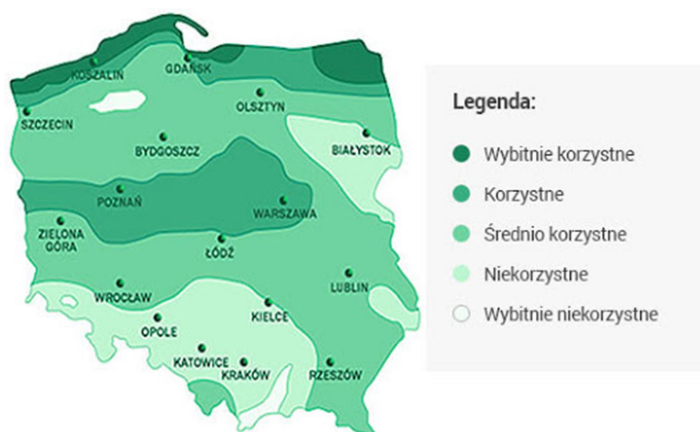 KOSZALIN
GDAŃSK
SZCZECIN
OLSZTYN
BYDGOSZCZ
BIAŁYSTOK
POZNAŃ
WARSZAWA
ZIELONA
GÓRA
ŁÓDŹ
WROCŁAW
LUBLIN
OPOLE
KIELCE
KATOWICE
KRAKÓW
RZESZÓW
Legenda:
Wybitnie korzystne
Korzystne
Średnio korzystne
Niekorzystne
Wybitnie niekorzystne